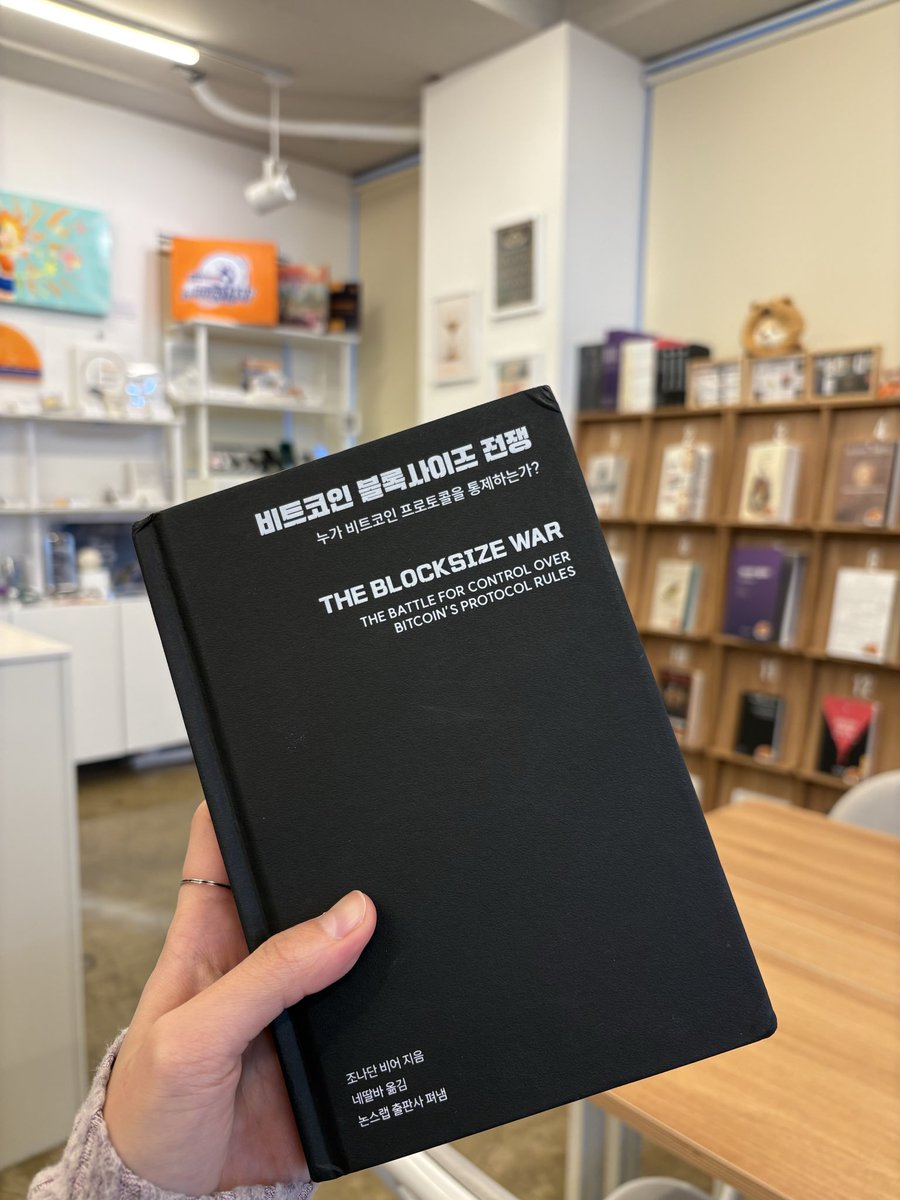 비트코인 블록사이즈 전쟁
누가 비트코인 프로토콜을 통제하는가?
THE BLOCKSIZE WAR
THE BATTLE FOR CONTROL OVER
BITCOIN'S PROTOCOL RULES
조나단 비어 지음
네딸바 옮김
논스랩 출판사 펴냄